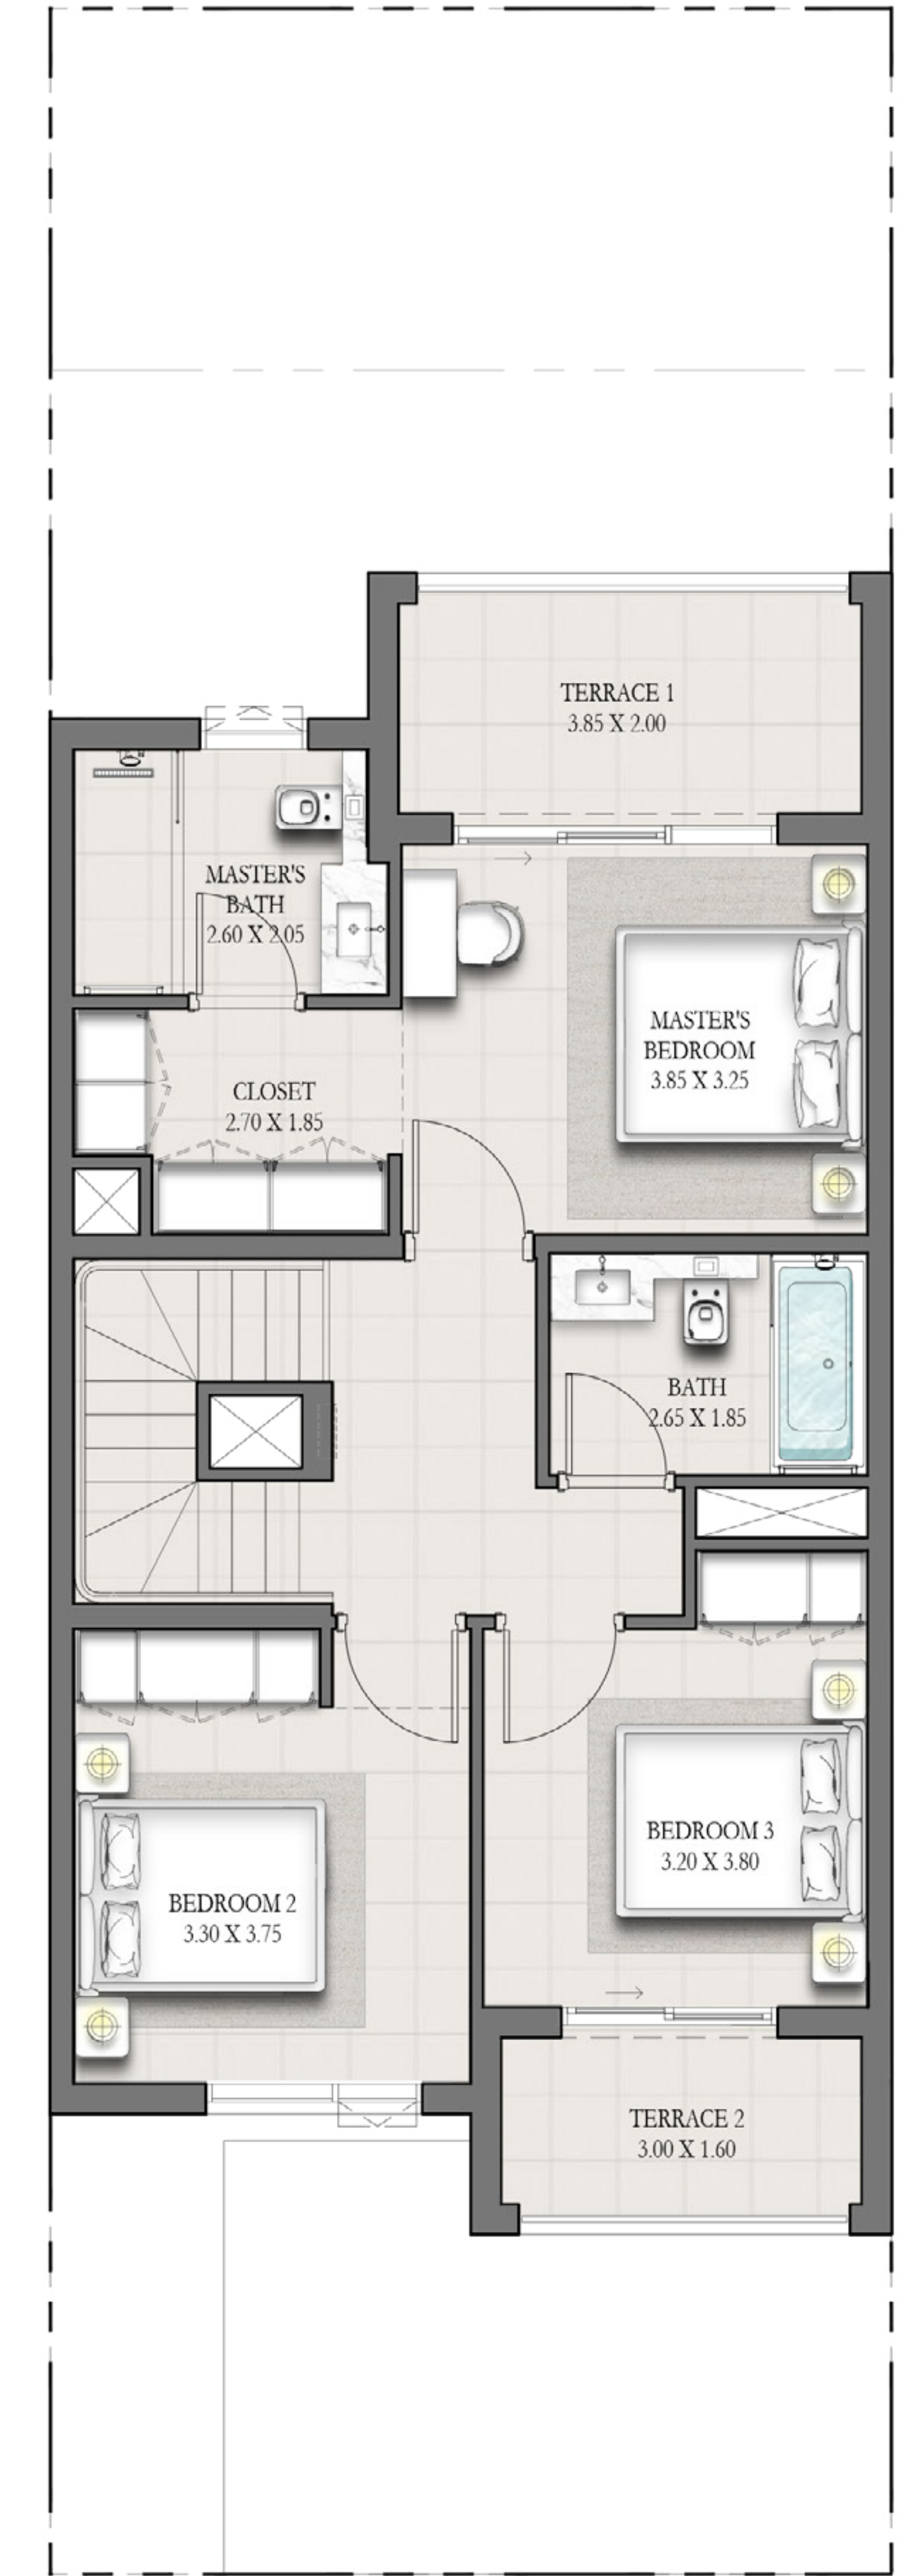 TERRACE 1
3.85 X 2.00
MASTER'S
BATH
2.60 X 2.05
MASTER'S
BEDROOM
3.85 X 3.25
CLOSET
2.70 X 1.85
BATH
2.65 X 1.85
BEDROOM 3
3.20 X 3.80
BEDROOM 2
3.30 X 3.75
TERRACE 2
3.00 X 1.60